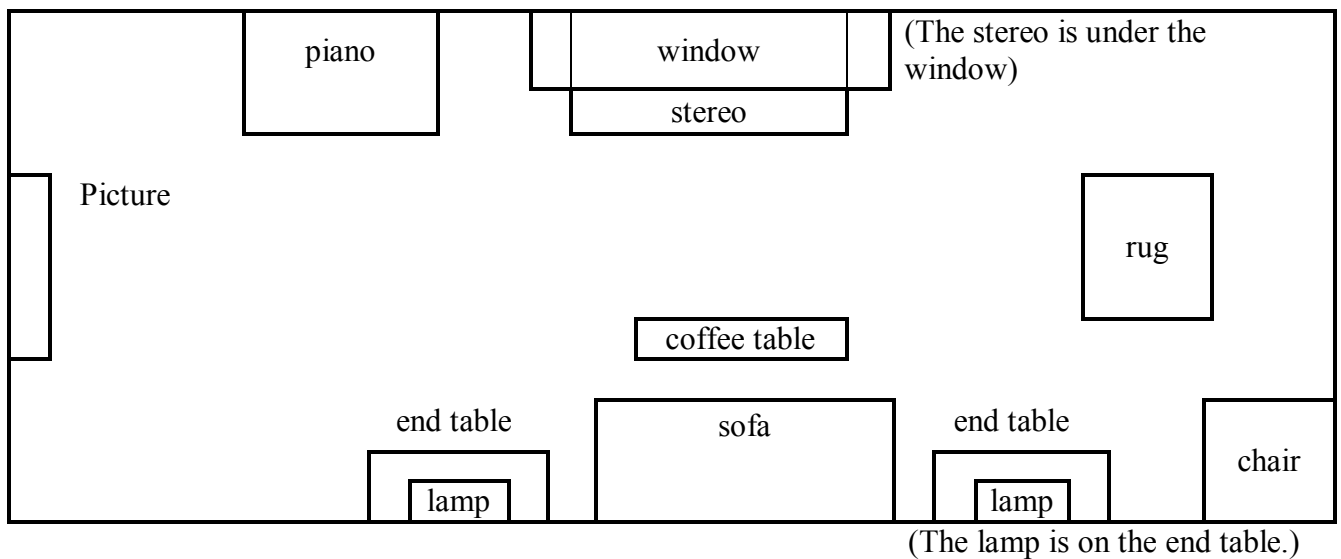 piano
window
(The stereo is under the
window)
stereo
Picture
rug
coffee table
end table
sofa
end table
chair
lamp
lamp
(The lamp is on the end table.)